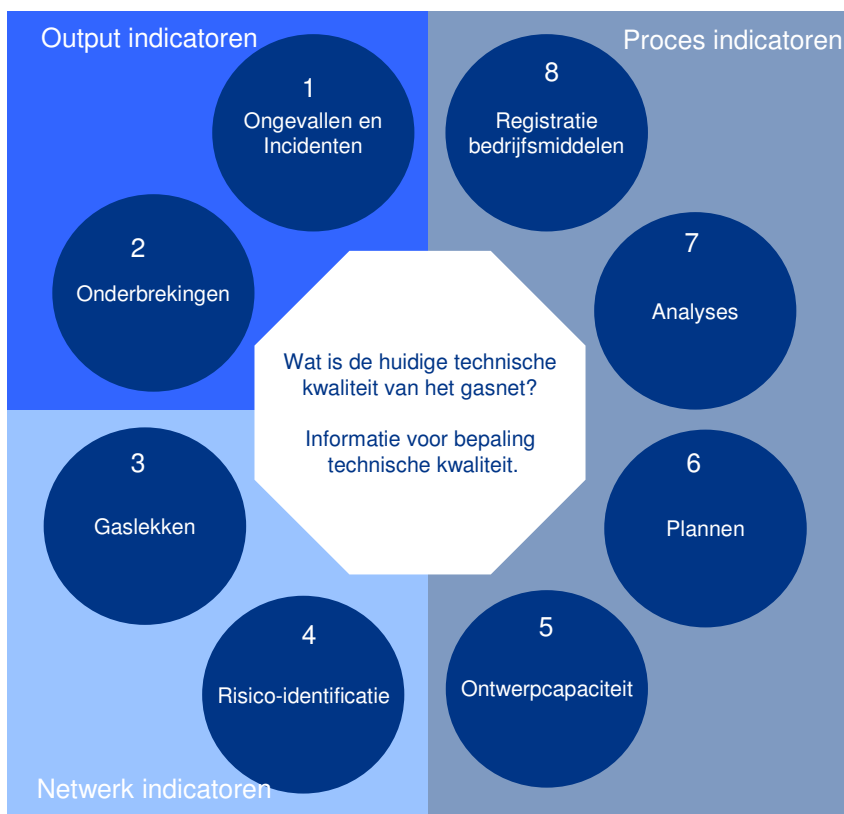 Output indicatoren
Proces indicatoren
1
Ongevallen en
Incidenten
2
Onderbrekingen
3
Gaslekken
4
Risico-identificatie
5
Ontwerpcapaciteit
6
Plannen
7
Analyses
8
Registratie
bedrijfsmiddelen
Wat is de huidige technische
kwaliteit van het gasnet?
Informatie voor bepaling
technische kwaliteit.
Netwerk indicatoren